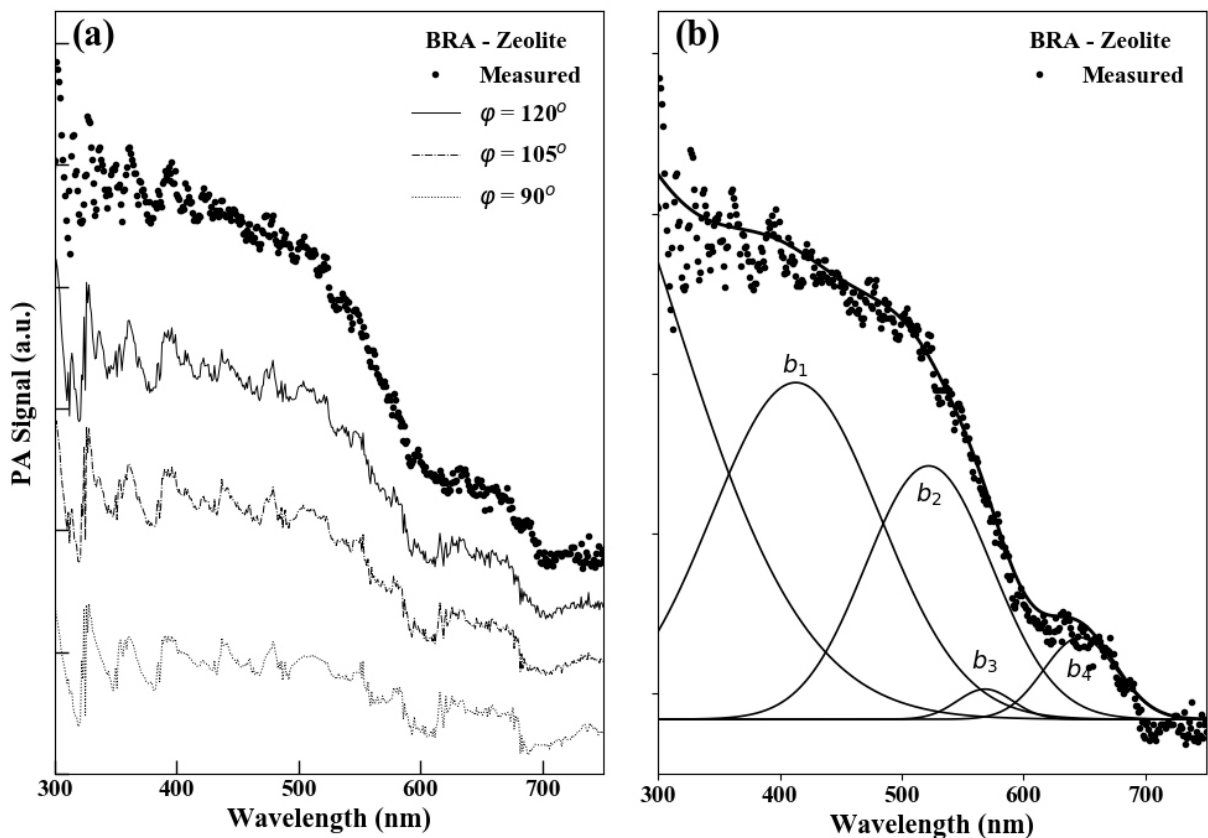 (a)
BRA - Zeolite
Measured
φ = 120°
φ = 105°
φ = 90°
PA Signal (a.u.)
300 400 500 600 700
Wavelength (nm)
(b)
BRA - Zeolite
Measured
b₁
b₂
b₃
b₄
300 400 500 600 700
Wavelength (nm)